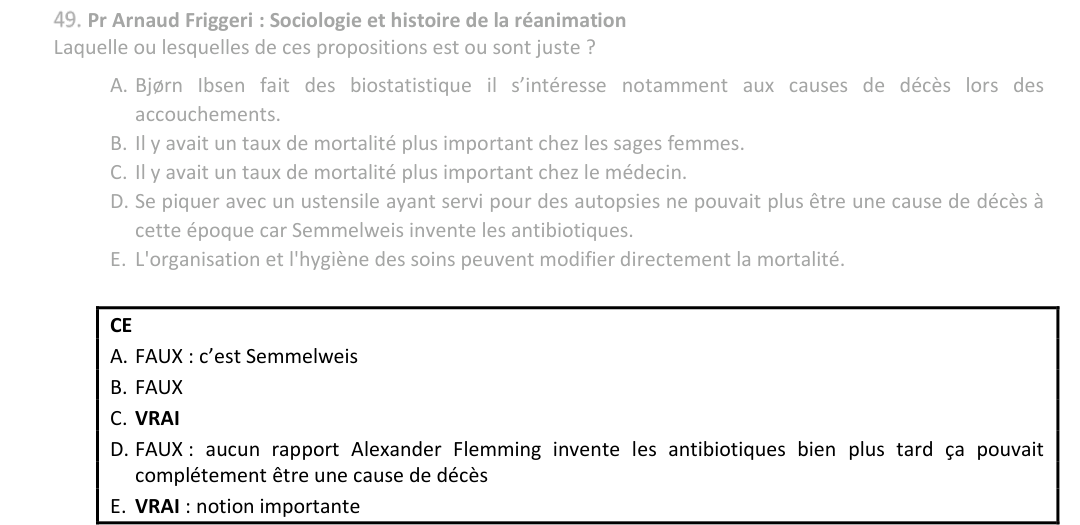 49. Pr Arnaud Friggeri : Sociologie et histoire de la réanimation
Laquelle ou lesquelles de ces propositions est ou sont juste ?
A. Bjørn Ibsen fait des biostatistique il s’intéresse notamment aux causes de décès lors des
accouchements.
B. Il y avait un taux de mortalité plus important chez les sages femmes.
C. Il y avait un taux de mortalité plus important chez le médecin.
D. Se piquer avec un ustensile ayant servi pour des autopsies ne pouvait plus être une cause de décès à
cette époque car Semmelweis invente les antibiotiques.
E. L'organisation et l'hygiène des soins peuvent modifier directement la mortalité.
CE
A. FAUX : c’est Semmelweis
B. FAUX
C. VRAI
D. FAUX : aucun rapport Alexander Flemming invente les antibiotiques bien plus tard ça pouvait
complétement être une cause de décès
E. VRAI : notion importante